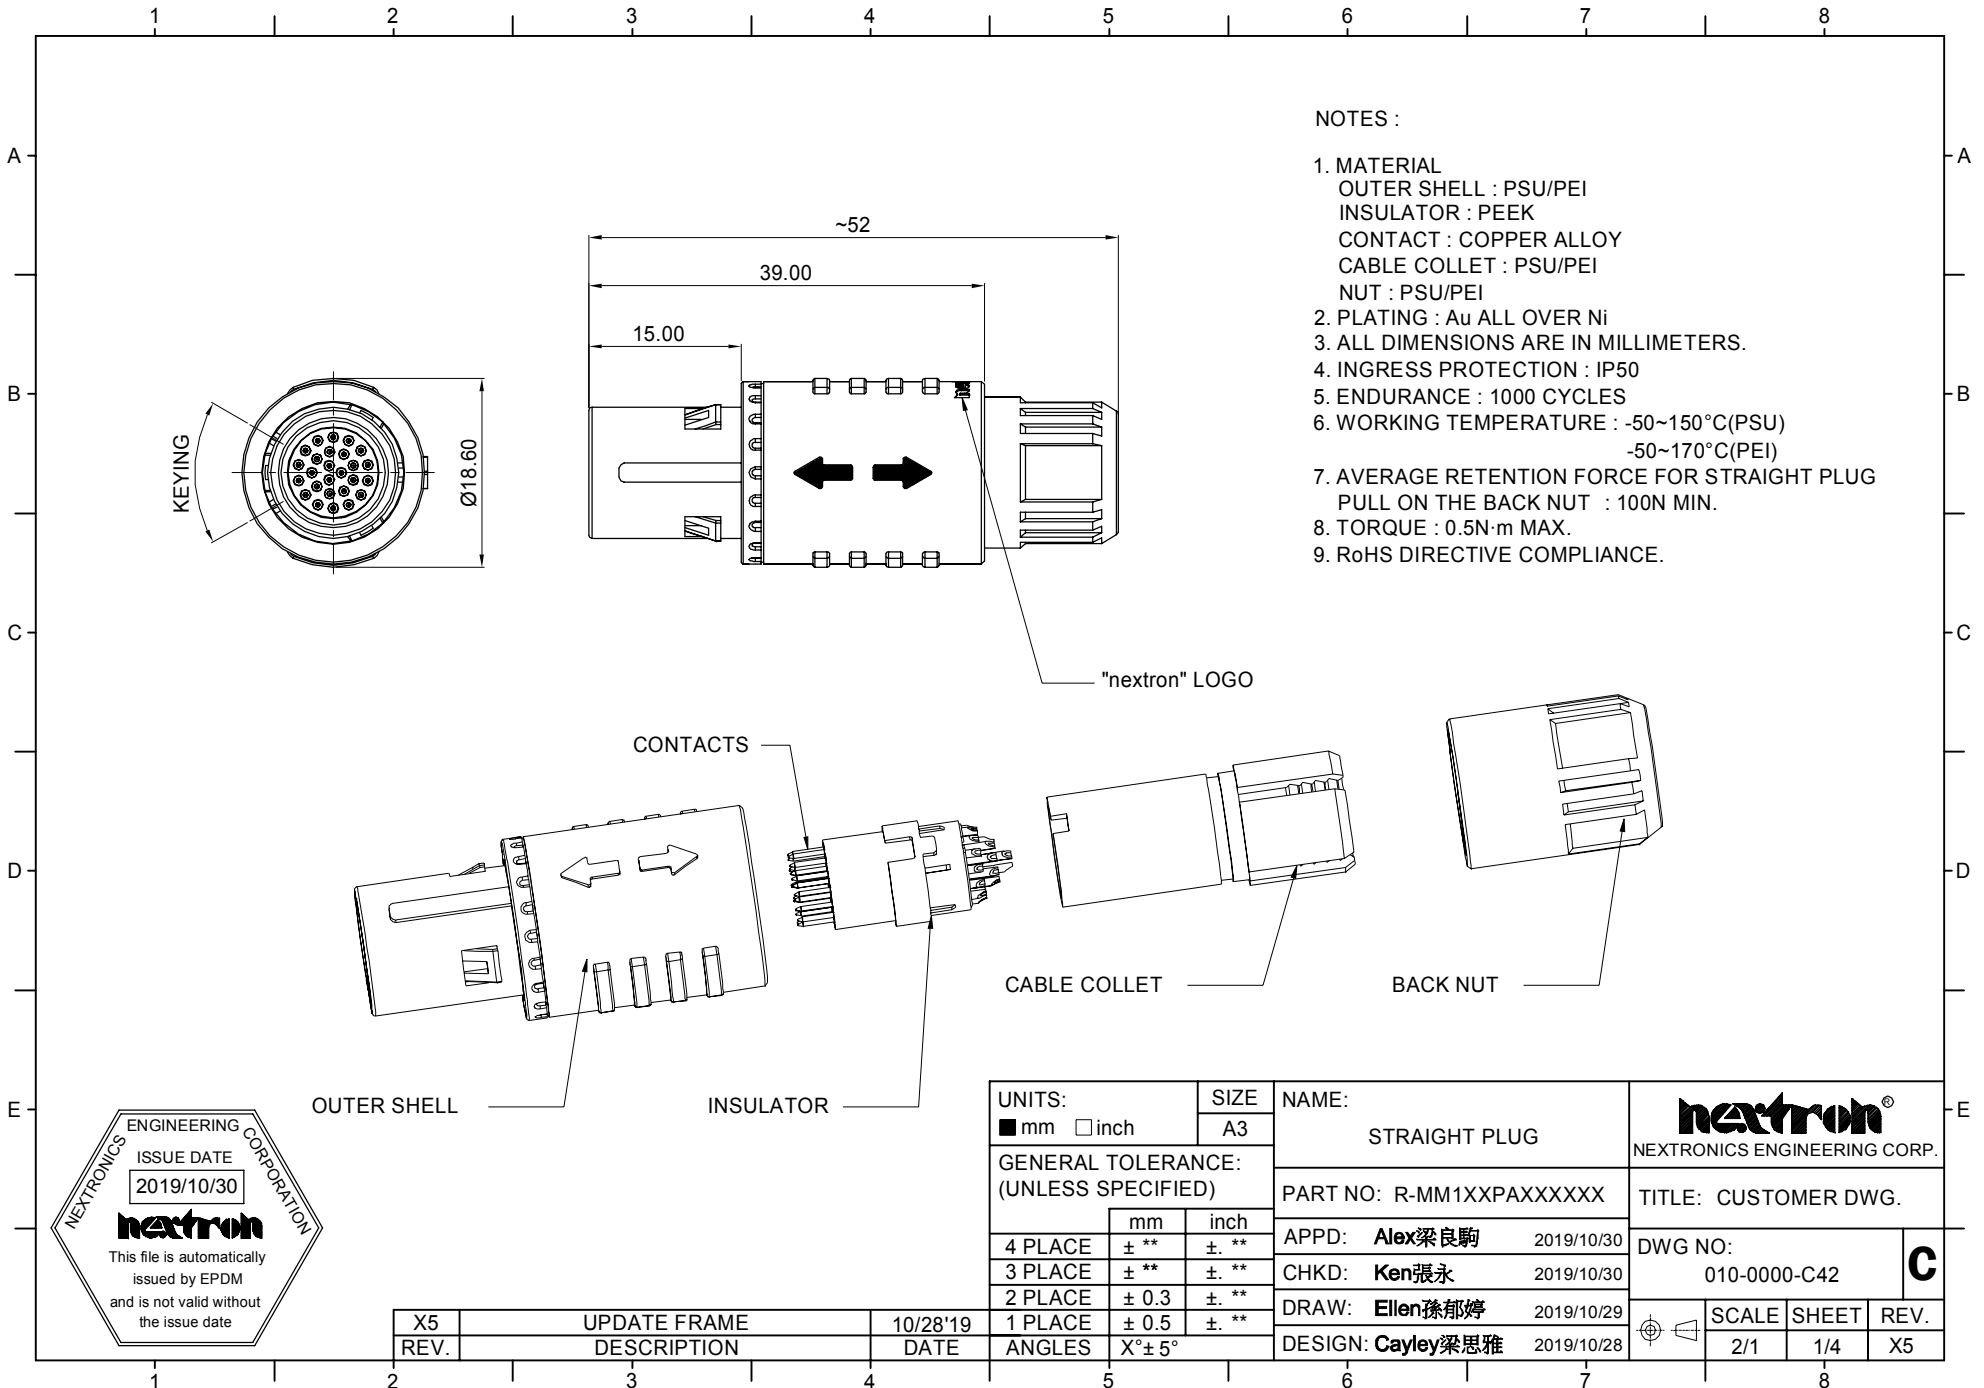 1 2 3 4 5 6 7 8
A A
B B
C C
D D
E E
NOTES :
1. MATERIAL
OUTER SHELL : PSU/PEI
INSULATOR : PEEK
CONTACT : COPPER ALLOY
CABLE COLLET : PSU/PEI
NUT : PSU/PEI
2. PLATING : Au ALL OVER Ni
3. ALL DIMENSIONS ARE IN MILLIMETERS.
4. INGRESS PROTECTION : IP50
5. ENDURANCE : 1000 CYCLES
6. WORKING TEMPERATURE : -50~150°C(PSU)
-50~170°C(PEI)
7. AVERAGE RETENTION FORCE FOR STRAIGHT PLUG
PULL ON THE BACK NUT : 100N MIN.
8. TORQUE : 0.5N·m MAX.
9. RoHS DIRECTIVE COMPLIANCE.
~52
39.00
15.00
KEYING
Ø18.60
"nextron" LOGO
CONTACTS
CABLE COLLET
BACK NUT
OUTER SHELL
INSULATOR
NEXTRONICS ENGINEERING CORPORATION
ISSUE DATE
2019/10/30
nextron
This file is automatically
issued by EPDM
and is not valid without
the issue date
X5 UPDATE FRAME 10/28'19
REV. DESCRIPTION DATE
UNITS:
mm inch
SIZE
A3
GENERAL TOLERANCE:
(UNLESS SPECIFIED)
mm inch
4 PLACE ± ** ±. **
3 PLACE ± ** ±. **
2 PLACE ± 0.3 ±. **
1 PLACE ± 0.5 ±. **
ANGLES X°± 5°
NAME:
STRAIGHT PLUG
PART NO: R-MM1XXPAXXXXXX
APPD: Alex梁良駒 2019/10/30
CHKD: Ken張永 2019/10/30
DRAW: Ellen孫郁婷 2019/10/29
DESIGN: Cayley梁思雅 2019/10/28
nextron®
NEXTRONICS ENGINEERING CORP.
TITLE: CUSTOMER DWG.
DWG NO:
010-0000-C42
C
SCALE SHEET REV.
2/1 1/4 X5
1 2 3 4 5 6 7 8